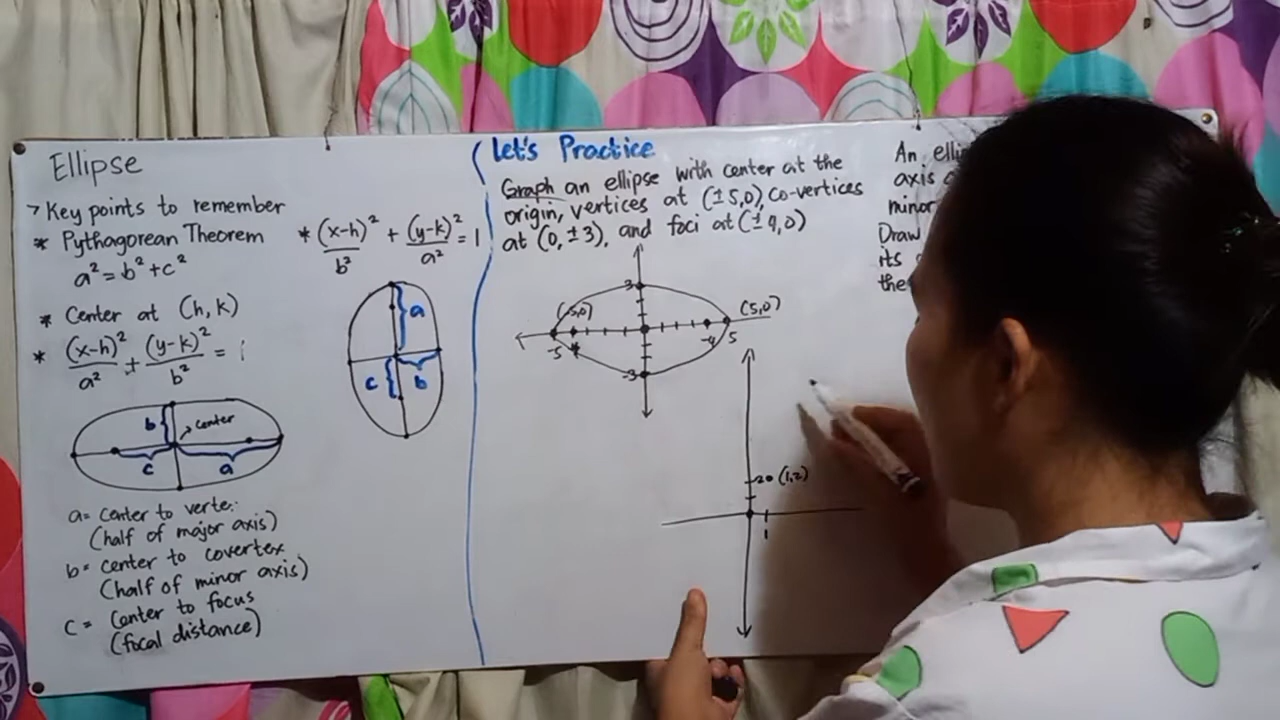 Ellipse
> Key points to remember
* Pythagorean Theorem
a² = b² + c²
* Center at (h, k)
* (x-h)²/a² + (y-k)²/b² = 1
b
center
c
a
a = center to verte
(half of major axis)
b = center to covertex
(half of minor axis)
c = Center to focus
(focal distance)
* (x-h)²/b² + (y-k)²/a² = 1
a
c
b
Let's Practice
Graph an ellipse with center at the
origin, vertices at (±5,0), co-vertices
at (0, ±3), and foci at (±4,0)
3
(5,0)
-5
-4
5
-3
2
(1,2)
1
An elli
axis
minor
Draw
its
the